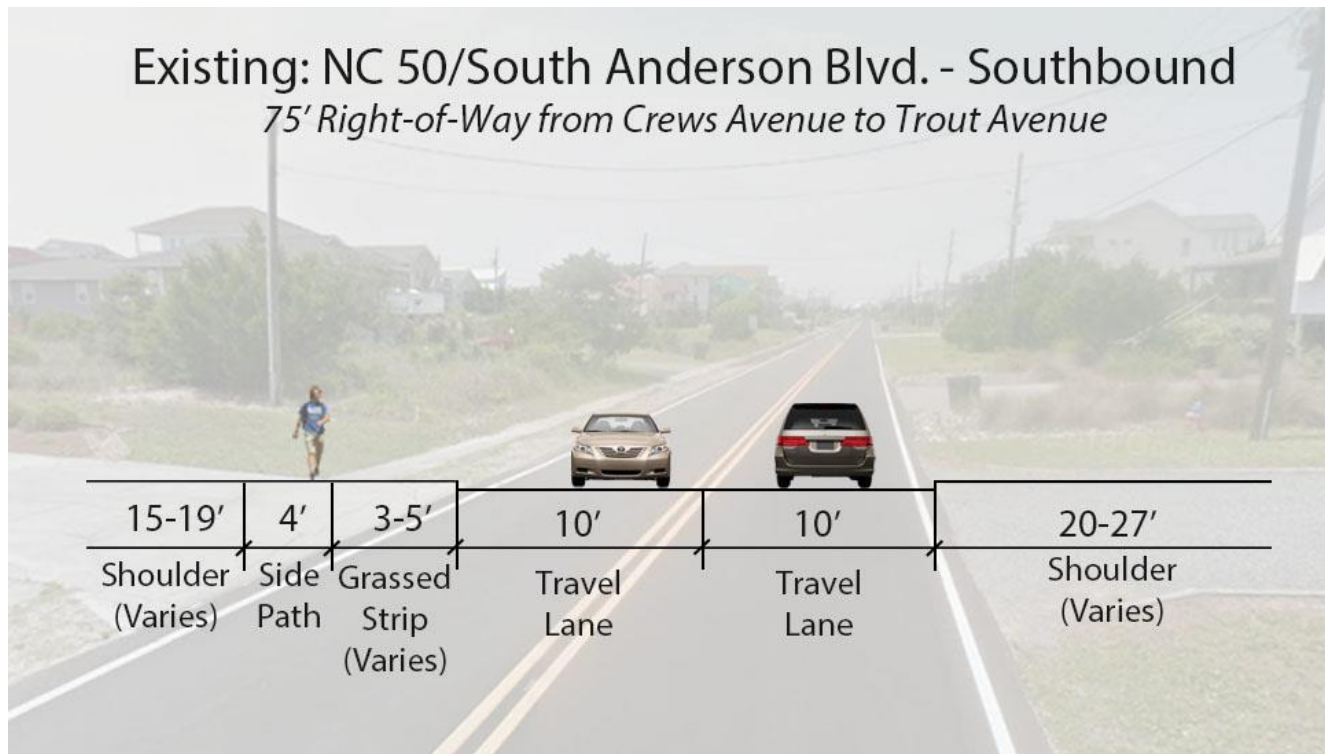 Existing: NC 50/South Anderson Blvd. - Southbound
75' Right-of-Way from Crews Avenue to Trout Avenue
15-19'
4'
3-5'
10'
10'
20-27'
Shoulder
(Varies)
Side
Path
Grassed
Strip
(Varies)
Travel
Lane
Travel
Lane
Shoulder
(Varies)